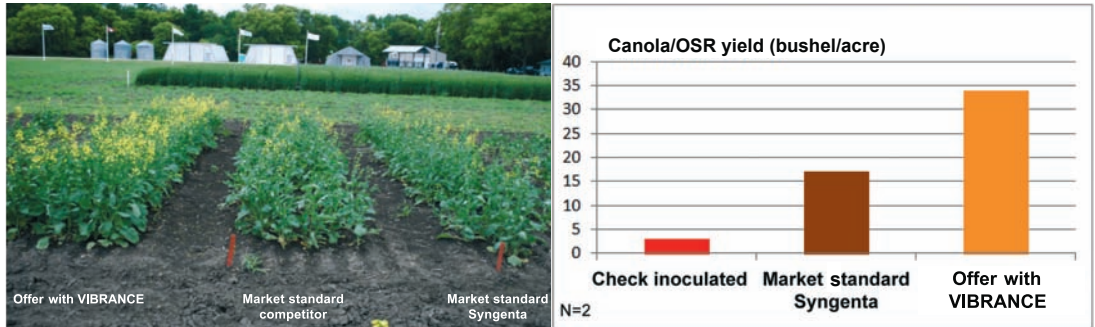 Offer with VIBRANCE
Market standard
competitor
Market standard
Syngenta
Canola/OSR yield (bushel/acre)
40
35
30
25
20
15
10
5
0
Check inoculated
Market standard
Syngenta
Offer with
VIBRANCE
N=2